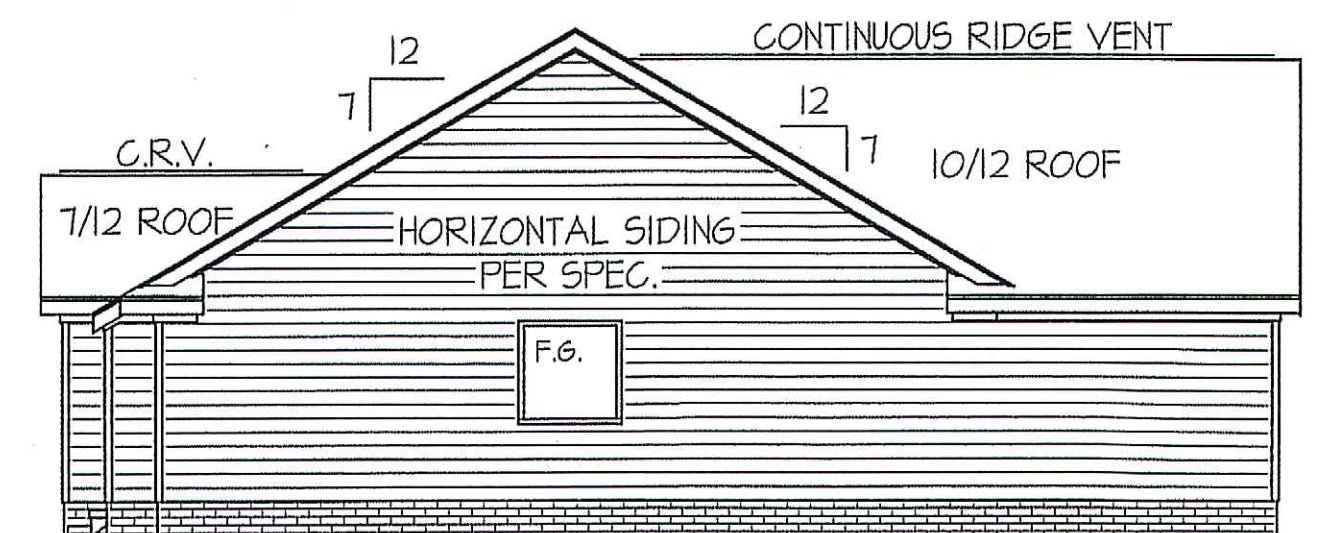 CONTINUOUS RIDGE VENT
12
7
12
7
C.R.V.
10/12 ROOF
7/12 ROOF
HORIZONTAL SIDING
PER SPEC.
F.G.